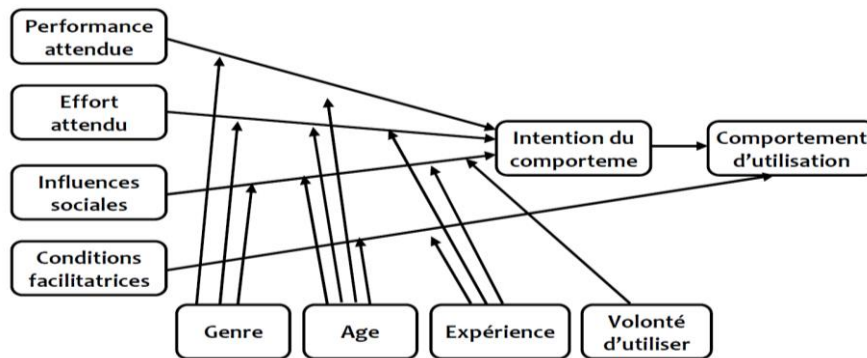 Performance
attendue
Effort
attendu
Intention du
comporteme
Comportement
d'utilisation
Influences
sociales
Conditions
facilitatrices
Genre
Age
Expérience
Volonté
d'utiliser